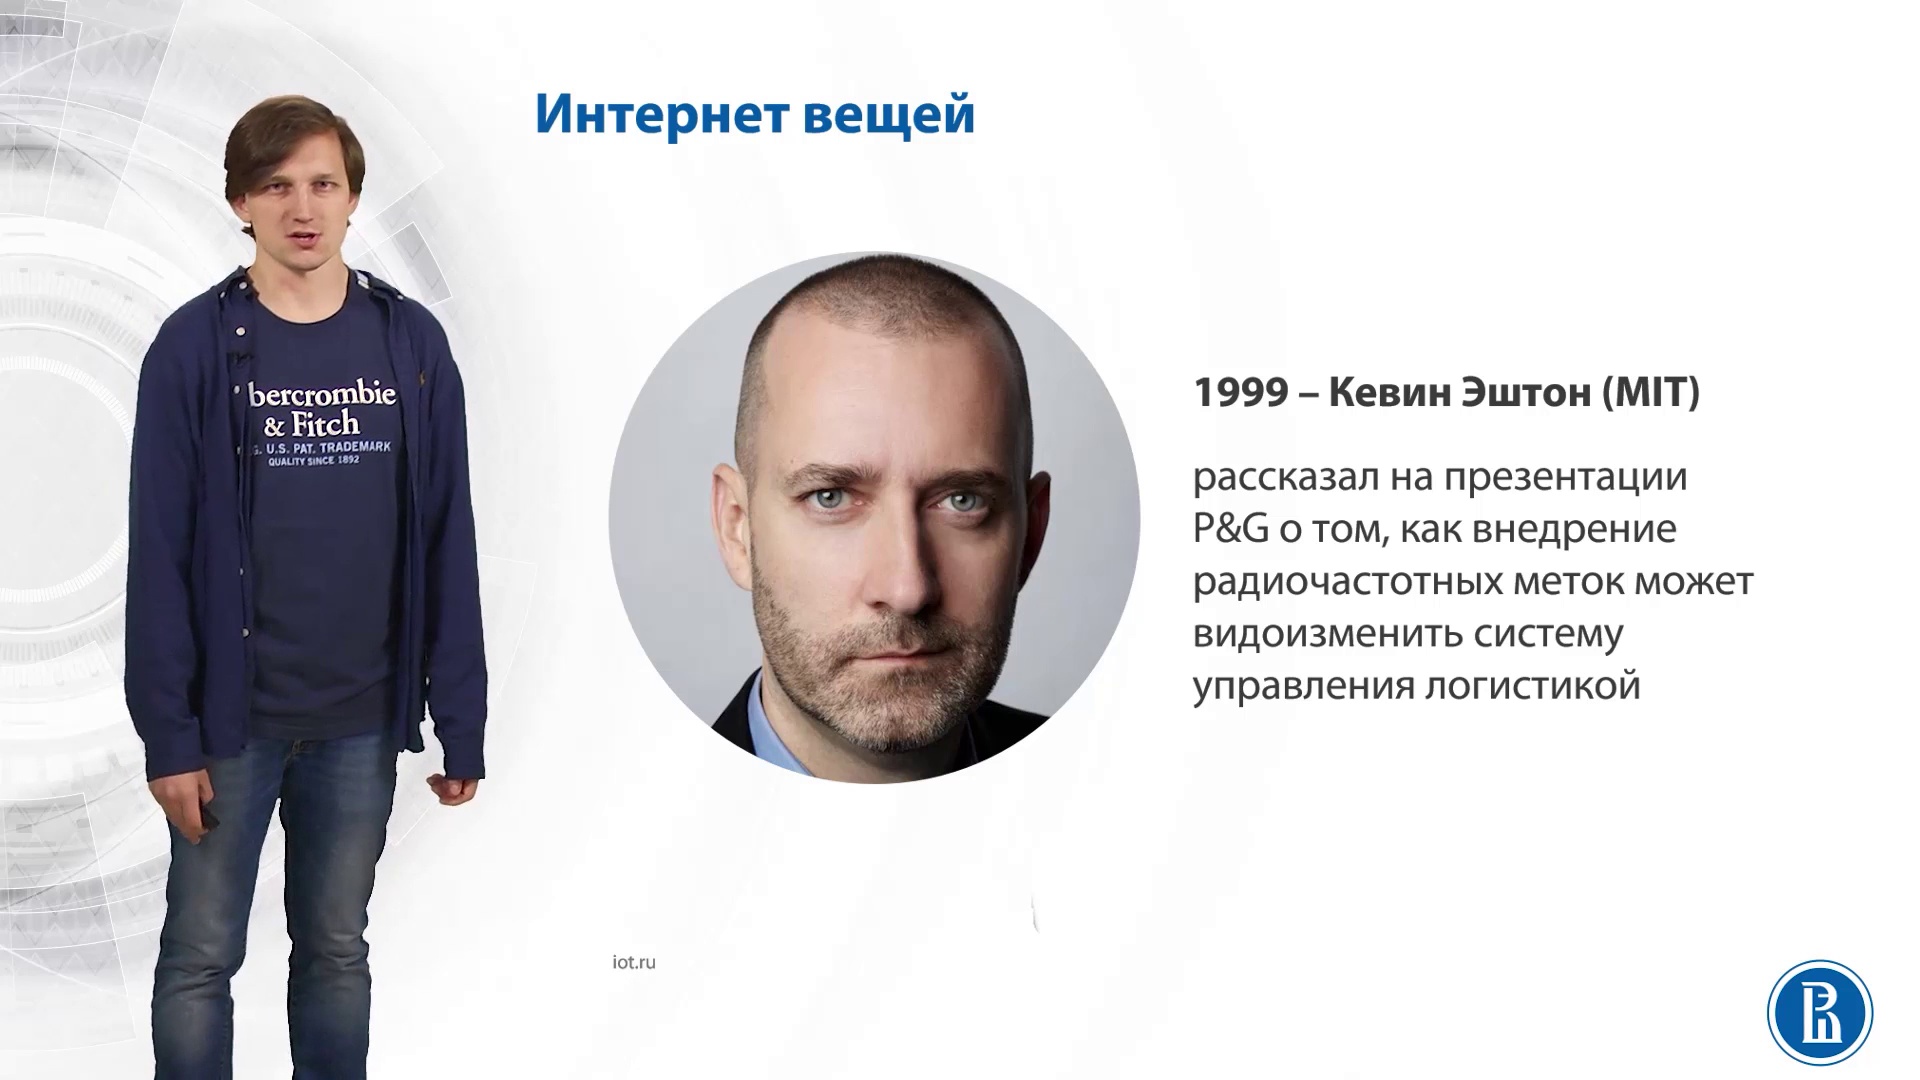 Интернет вещей
bercrombie
& Fitch
G. U.S. PAT. TRADEMARK
QUALITY SINCE 1892
1999 – Кевин Эштон (MIT)
рассказал на презентации
P&G о том, как внедрение
радиочастотных меток может
видоизменить систему
управления логистикой
iot.ru